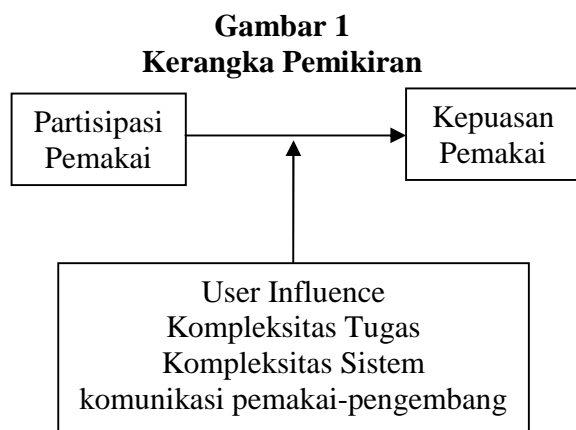 Gambar 1
Kerangka Pemikiran
Partisipasi
Pemakai
Kepuasan
Pemakai
User Influence
Kompleksitas Tugas
Kompleksitas Sistem
komunikasi pemakai-pengembang